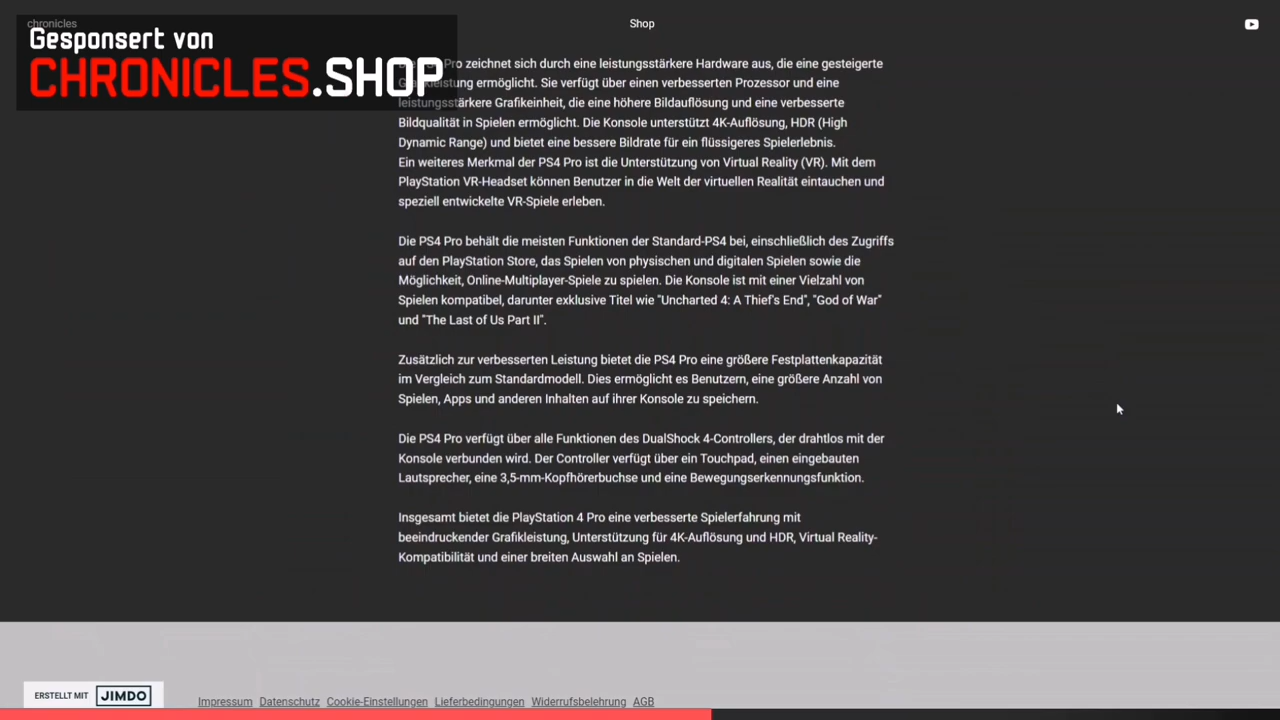 chronicles
Shop
Gesponsert von
CHRONICLES.SHOP
Pro zeichnet sich durch eine leistungsstärkere Hardware aus, die eine gesteigerte
Grafikleistung ermöglicht. Sie verfügt über einen verbesserten Prozessor und eine
leistungsstärkere Grafikeinheit, die eine höhere Bildauflösung und eine verbesserte
Bildqualität in Spielen ermöglicht. Die Konsole unterstützt 4K-Auflösung, HDR (High
Dynamic Range) und bietet eine bessere Bildrate für ein flüssigeres Spielerlebnis.
Ein weiteres Merkmal der PS4 Pro ist die Unterstützung von Virtual Reality (VR). Mit dem
PlayStation VR-Headset können Benutzer in die Welt der virtuellen Realität eintauchen und
speziell entwickelte VR-Spiele erleben.
Die PS4 Pro behält die meisten Funktionen der Standard-PS4 bei, einschließlich des Zugriffs
auf den PlayStation Store, das Spielen von physischen und digitalen Spielen sowie die
Möglichkeit, Online-Multiplayer-Spiele zu spielen. Die Konsole ist mit einer Vielzahl von
Spielen kompatibel, darunter exklusive Titel wie "Uncharted 4: A Thief's End", "God of War"
und "The Last of Us Part II".
Zusätzlich zur verbesserten Leistung bietet die PS4 Pro eine größere Festplattenkapazität
im Vergleich zum Standardmodell. Dies ermöglicht es Benutzern, eine größere Anzahl von
Spielen, Apps und anderen Inhalten auf ihrer Konsole zu speichern.
Die PS4 Pro verfügt über alle Funktionen des DualShock 4-Controllers, der drahtlos mit der
Konsole verbunden wird. Der Controller verfügt über ein Touchpad, einen eingebauten
Lautsprecher, eine 3,5-mm-Kopfhörerbuchse und eine Bewegungserkennungsfunktion.
Insgesamt bietet die PlayStation 4 Pro eine verbesserte Spielerfahrung mit
beeindruckender Grafikleistung, Unterstützung für 4K-Auflösung und HDR, Virtual Reality-
Kompatibilität und einer breiten Auswahl an Spielen.
ERSTELLT MIT JIMDO
Impressum Datenschutz Cookie-Einstellungen Lieferbedingungen Widerrufsbelehrung AGB